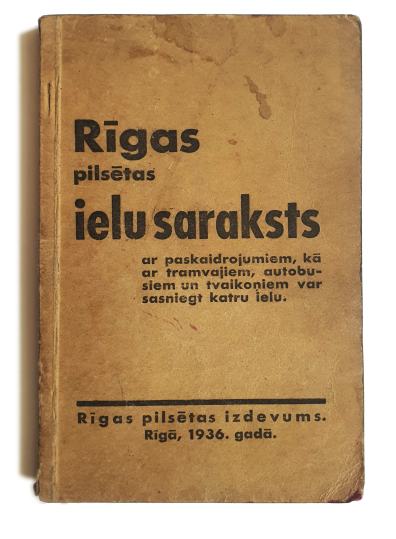 Rīgas
pilsētas
ielu saraksts
ar paskaidrojumiem, kā
ar tramvajiem, autobu-
siem un tvaikoņiem var
sasniegt katru ielu.
Rīgas pilsētas izdevums.
Rīgā, 1936. gadā.